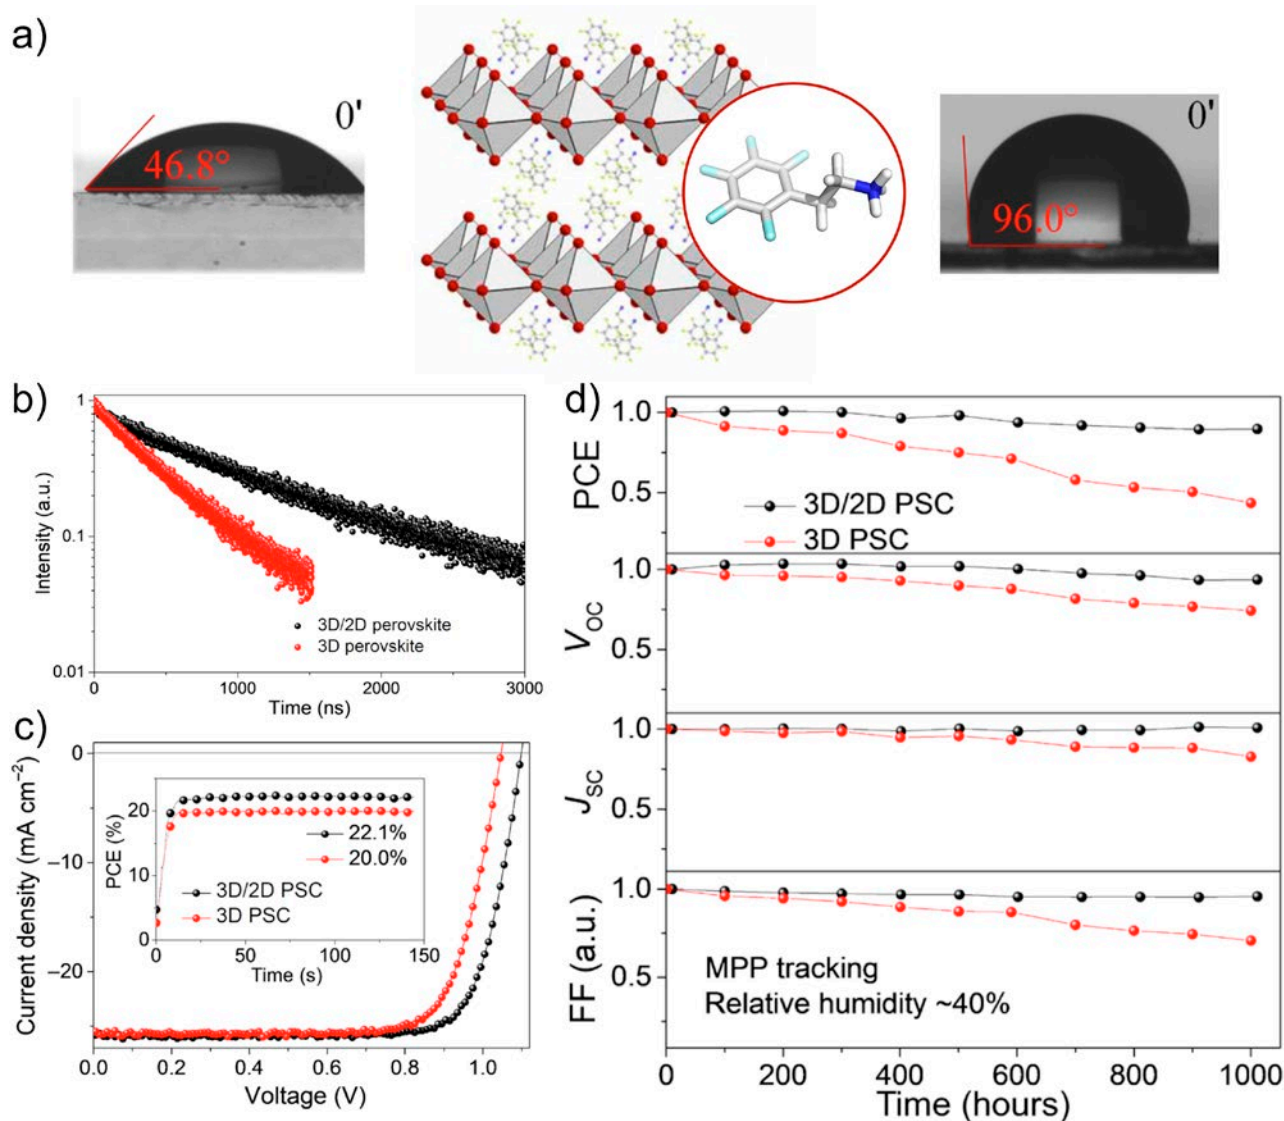 a)
0'
46.8°
0'
96.0°
b)
1
0.1
0.01
Intensity (a.u.)
3D/2D perovskite
3D perovskite
0
1000
2000
3000
Time (ns)
c)
0
−10
−20
Current density (mA cm−2)
20
10
0
PCE (%)
22.1%
20.0%
3D/2D PSC
3D PSC
0
50
100
150
Time (s)
0.0
0.2
0.4
0.6
0.8
1.0
Voltage (V)
d)
1.0
0.5
PCE
3D/2D PSC
3D PSC
1.0
0.5
VOC
1.0
0.5
JSC
1.0
0.5
FF (a.u.)
MPP tracking
Relative humidity ~40%
0
200
400
600
800
1000
Time (hours)